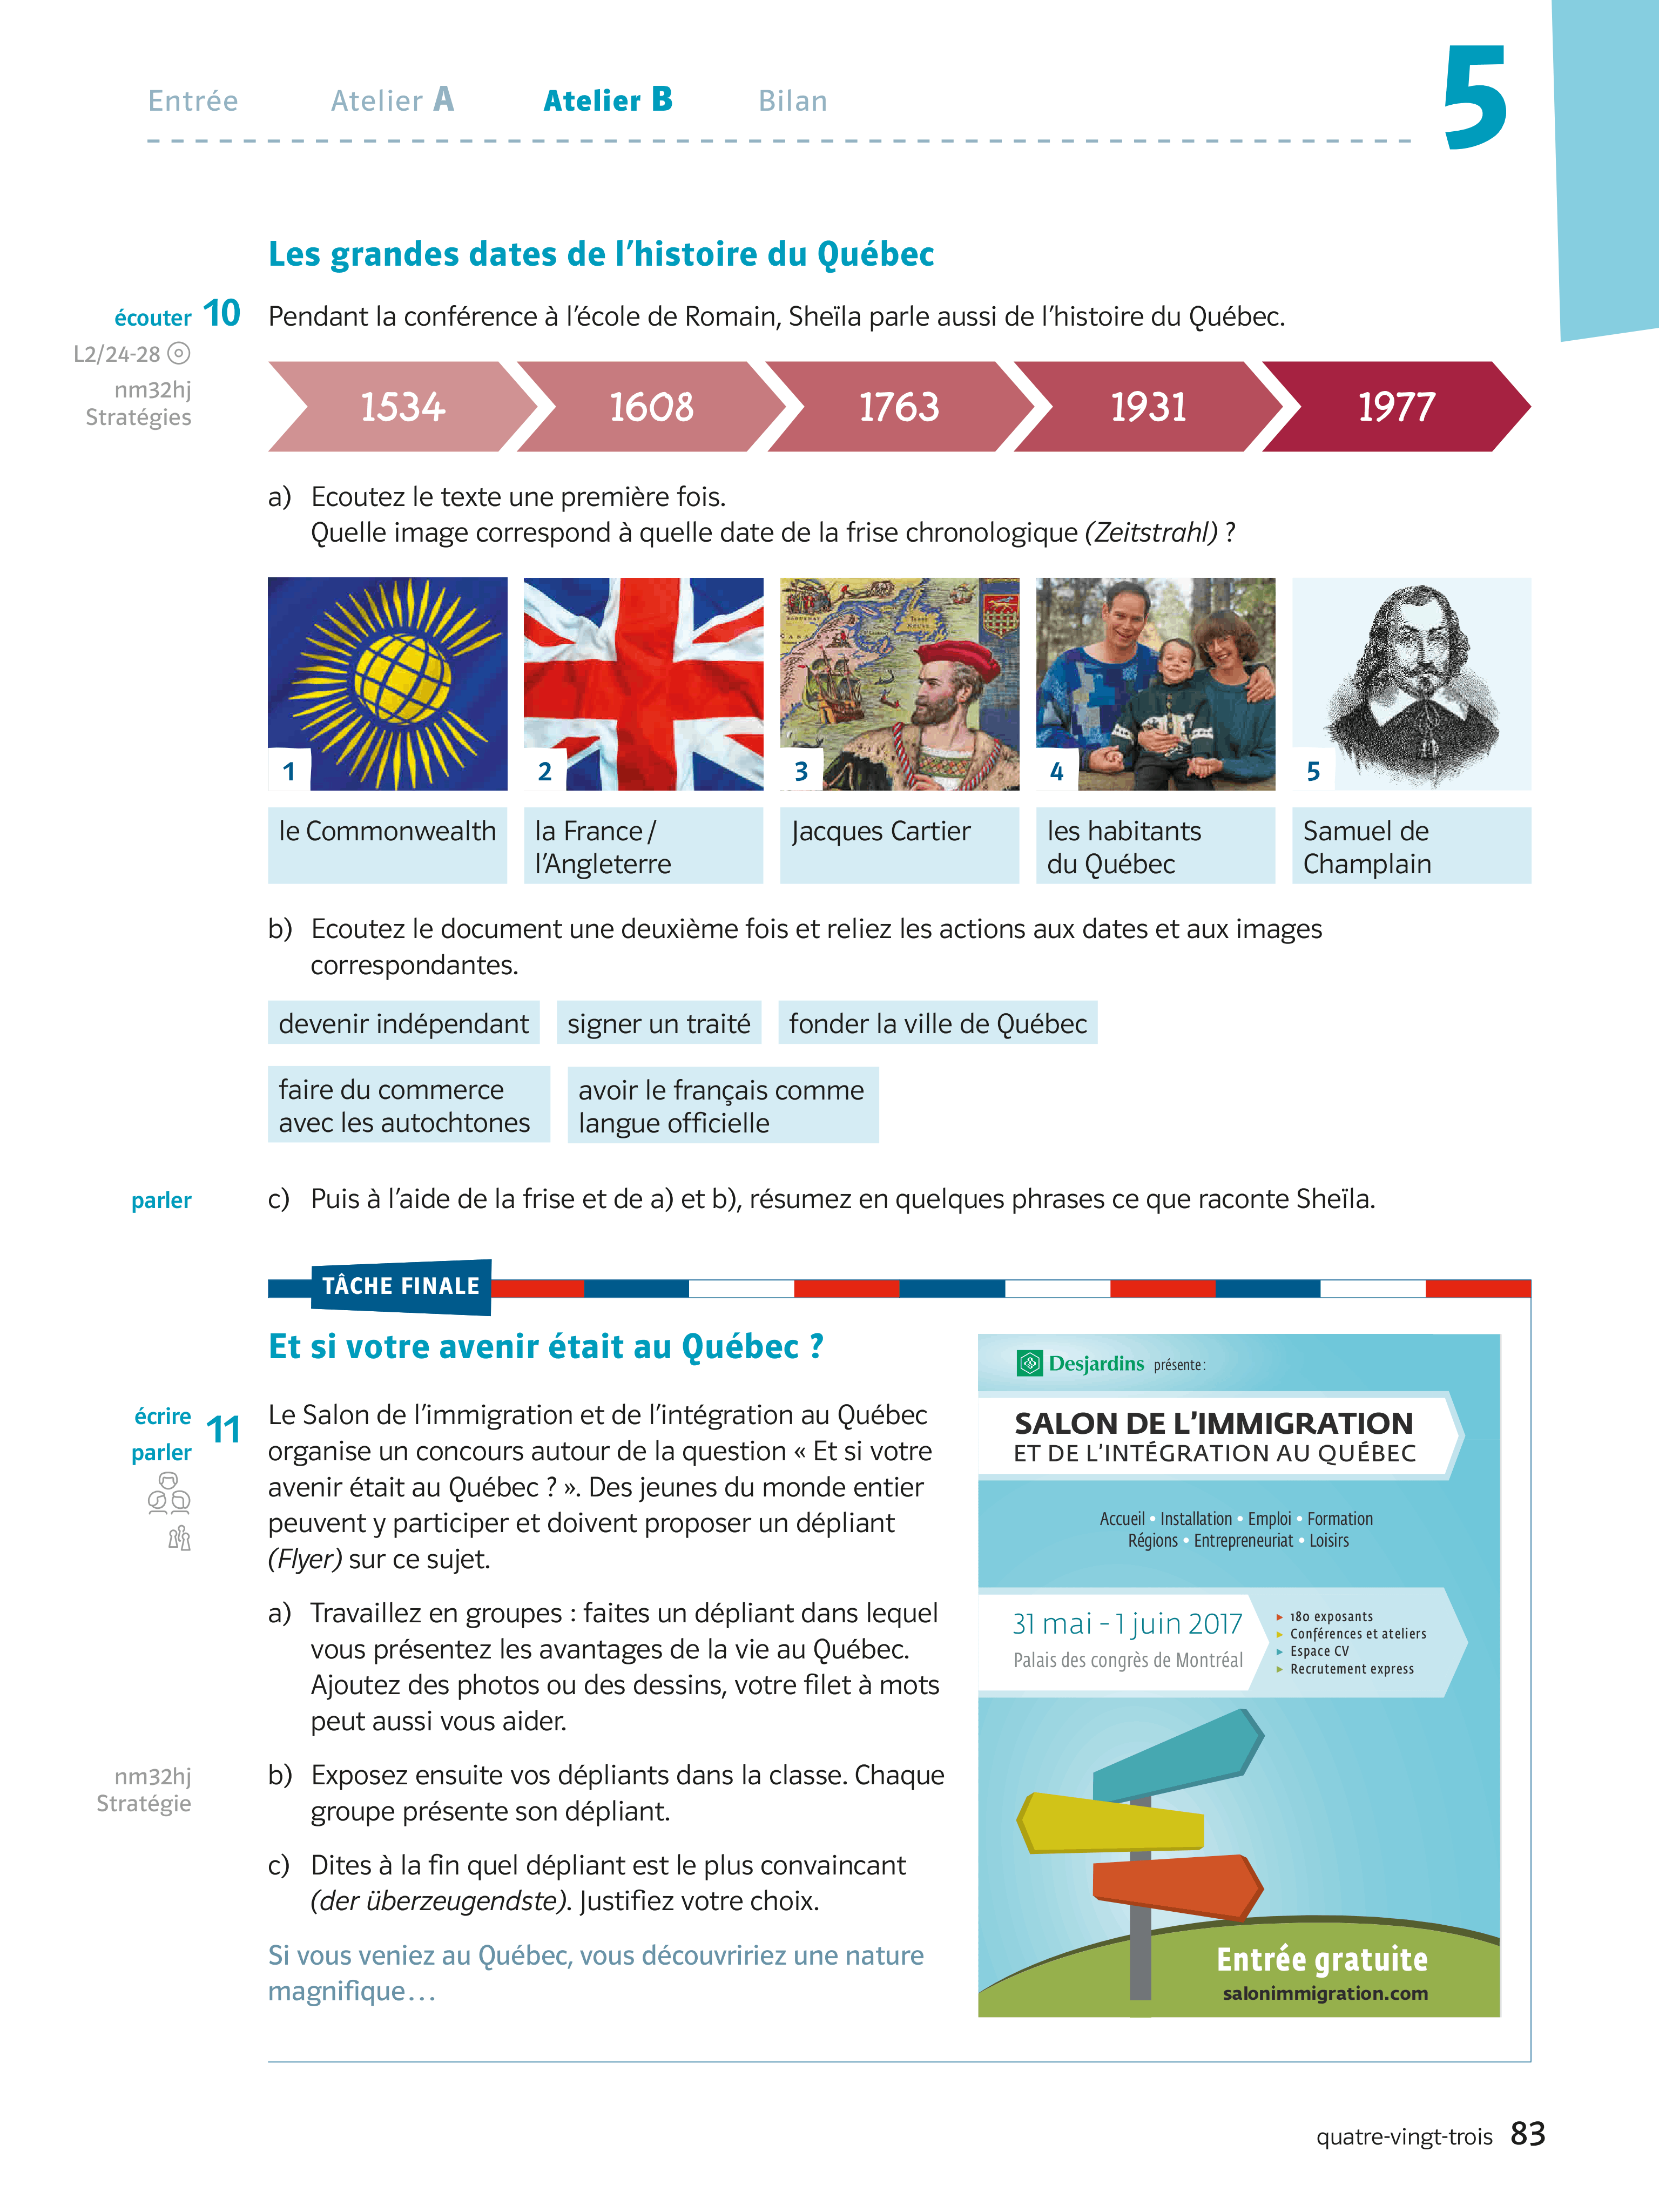 Entrée Atelier A Atelier B Bilan 5
Les grandes dates de l'histoire du Québec
écouter 10 Pendant la conférence à l'école de Romain, Sheïla parle aussi de l'histoire du Québec.
L2/24-28
nm32hj
Stratégies
1534 1608 1763 1931 1977
a) Ecoutez le texte une première fois.
Quelle image correspond à quelle date de la frise chronologique (Zeitstrahl) ?
1 2 3 4 5
le Commonwealth
la France /
l'Angleterre
Jacques Cartier
les habitants
du Québec
Samuel de
Champlain
b) Ecoutez le document une deuxième fois et reliez les actions aux dates et aux images
correspondantes.
devenir indépendant signer un traité fonder la ville de Québec
faire du commerce
avec les autochtones
avoir le français comme
langue officielle
parler c) Puis à l'aide de la frise et de a) et b), résumez en quelques phrases ce que raconte Sheïla.
TÂCHE FINALE
Et si votre avenir était au Québec ?
écrire
parler
11
Le Salon de l'immigration et de l'intégration au Québec
organise un concours autour de la question « Et si votre
avenir était au Québec ? ». Des jeunes du monde entier
peuvent y participer et doivent proposer un dépliant
(Flyer) sur ce sujet.
a) Travaillez en groupes : faites un dépliant dans lequel
vous présentez les avantages de la vie au Québec.
Ajoutez des photos ou des dessins, votre filet à mots
peut aussi vous aider.
nm32hj
Stratégie
b) Exposez ensuite vos dépliants dans la classe. Chaque
groupe présente son dépliant.
c) Dites à la fin quel dépliant est le plus convaincant
(der überzeugendste). Justifiez votre choix.
Si vous veniez au Québec, vous découvririez une nature
magnifique…
Desjardins présente :
SALON DE L'IMMIGRATION
ET DE L'INTÉGRATION AU QUÉBEC
Accueil • Installation • Emploi • Formation
Régions • Entrepreneuriat • Loisirs
31 mai - 1 juin 2017
Palais des congrès de Montréal
▸ 180 exposants
▸ Conférences et ateliers
▸ Espace CV
▸ Recrutement express
Entrée gratuite
salonimmigration.com
quatre-vingt-trois 83